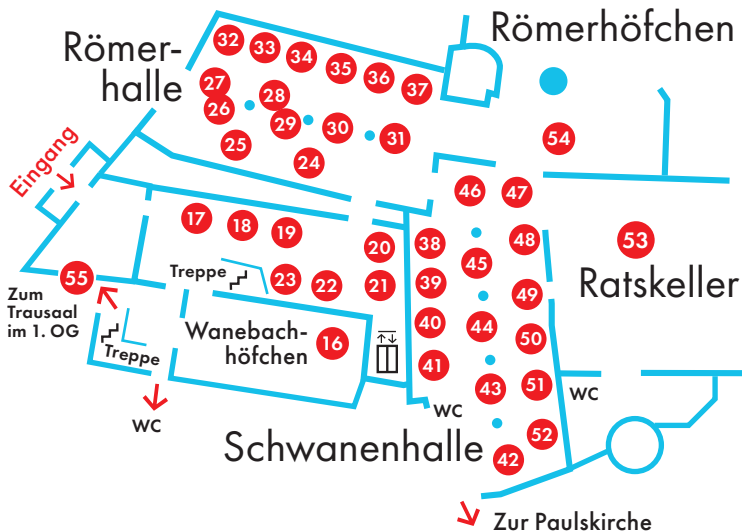 Römer-
halle
Römerhöfchen
32
33
34
35
36
37
27
28
26
29
30
31
25
24
54
Eingang
46
47
17
18
19
20
38
48
53
45
Ratskeller
55
Treppe
23
22
21
39
49
Zum
Trausaal
im 1. OG
Treppe
Wanebach-
höfchen
16
40
44
50
41
43
51
WC
WC
WC
Schwanenhalle
52
42
Zur Paulskirche